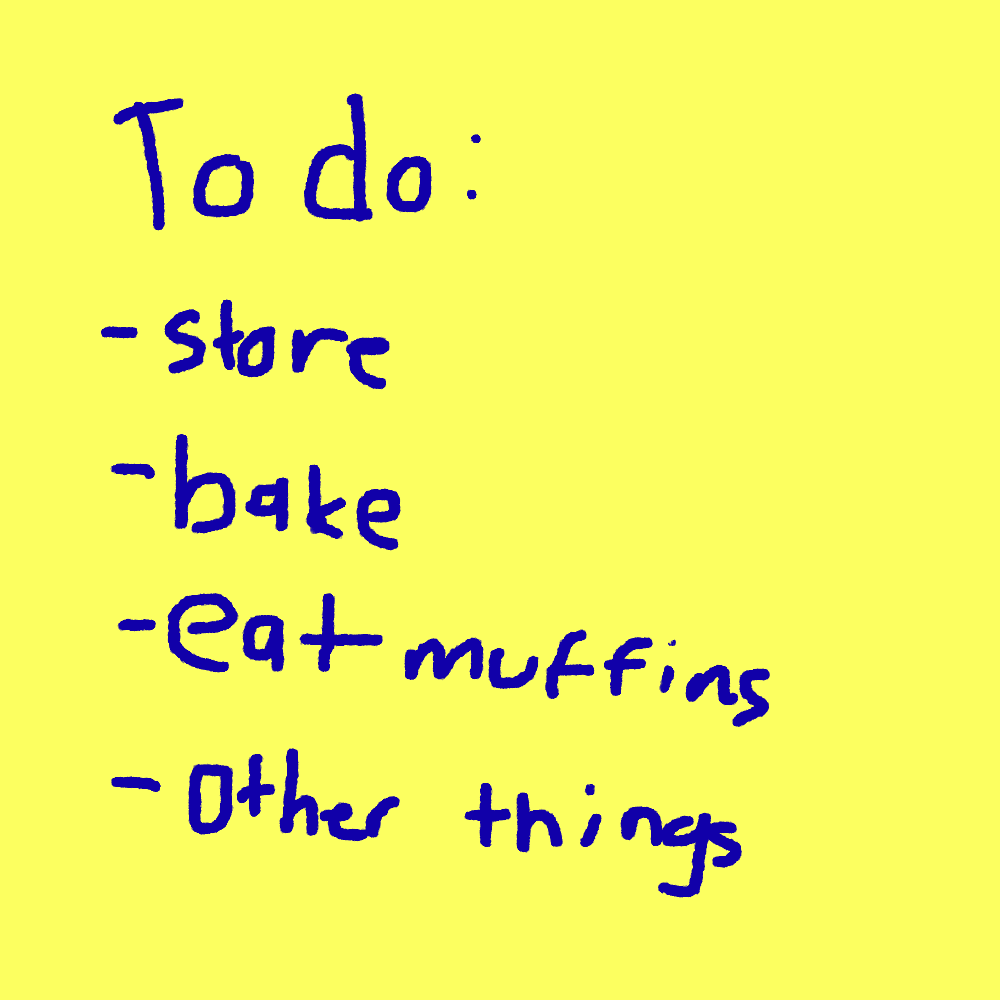 To do:
- store
- bake
- eat muffins
- other things